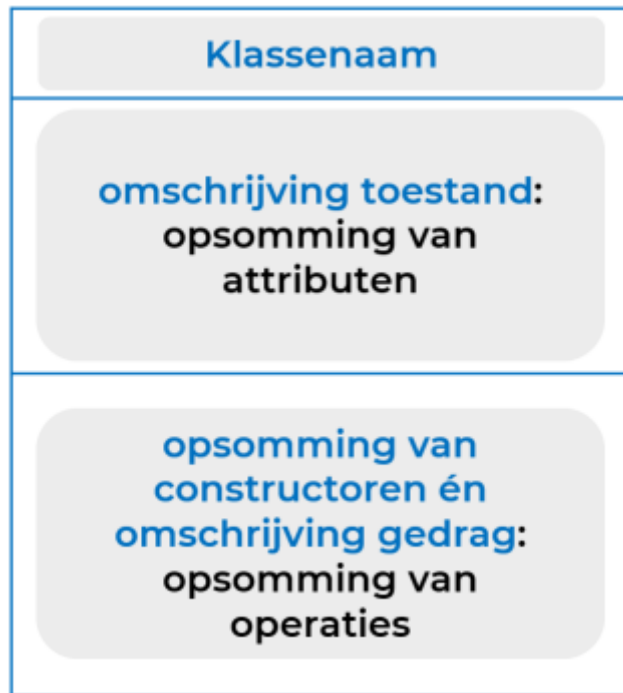 Klassenaam
omschrijving toestand:
opsomming van
attributen
opsomming van
constructoren én
omschrijving gedrag:
opsomming van
operaties